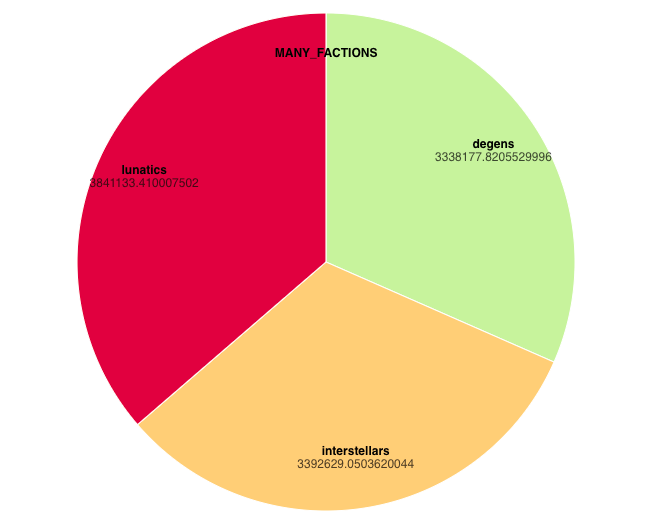 MANY_FACTIONS
degens
3338177.8205529996
lunatics
3841133.410007502
interstellars
3392629.0503620044